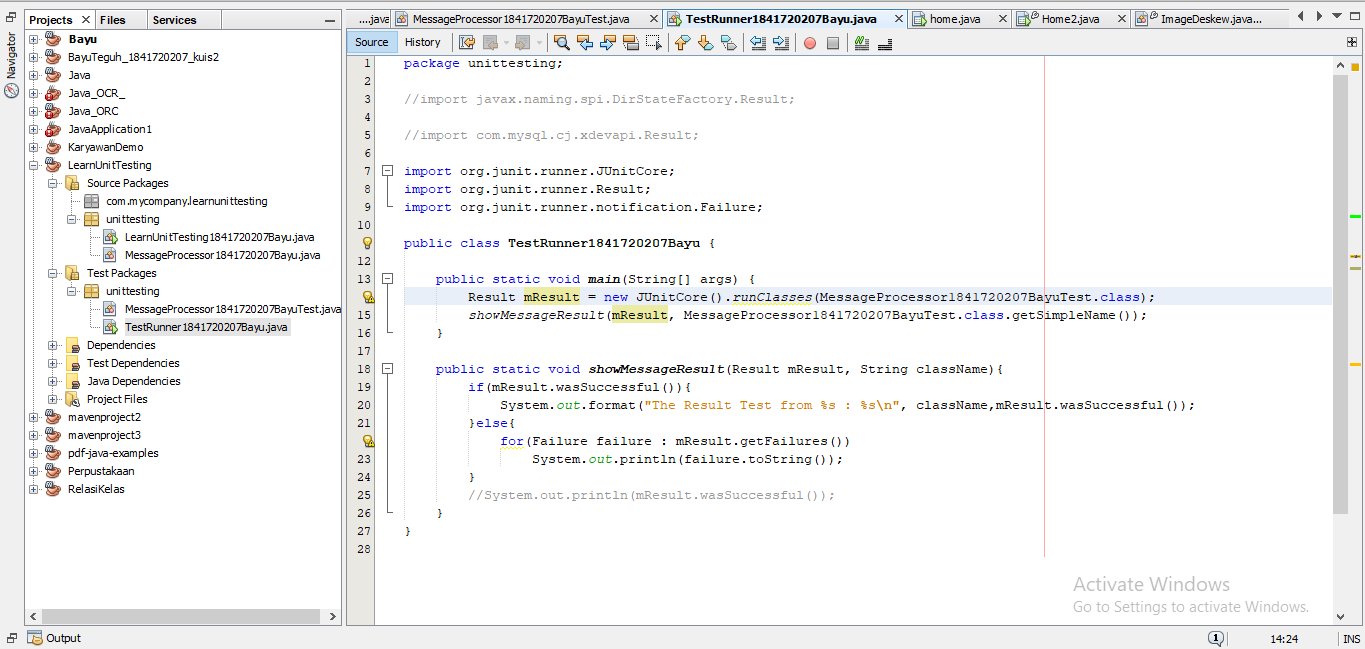 Projects × Files Services
...java MessageProcessor1841720207BayuTest.java TestRunner1841720207Bayu.java home.java Home2.java ImageDeskew.java...
Navigator
Source History
Bayu
BayuTeguh_1841720207_kuis2
Java
Java_OCR_
Java_ORC
JavaApplication1
KaryawanDemo
LearnUnitTesting
Source Packages
com.mycompany.learnunittesting
unittesting
LearnUnitTesting1841720207Bayu.java
MessageProcessor1841720207Bayu.java
Test Packages
unittesting
MessageProcessor1841720207BayuTest.java
TestRunner1841720207Bayu.java
Dependencies
Test Dependencies
Java Dependencies
Project Files
mavenproject2
mavenproject3
pdf-java-examples
Perpustakaan
RelasiKelas
1 package unittesting;
2
3 //import javax.naming.spi.DirStateFactory.Result;
4
5 //import com.mysql.cj.xdevapi.Result;
6
7 import org.junit.runner.JUnitCore;
8 import org.junit.runner.Result;
9 import org.junit.runner.notification.Failure;
10
public class TestRunner1841720207Bayu {
12
13 public static void main(String[] args) {
Result mResult = new JUnitCore().runClasses(MessageProcessor1841720207BayuTest.class);
15 showMessageResult(mResult, MessageProcessor1841720207BayuTest.class.getSimpleName());
16 }
17
18 public static void showMessageResult(Result mResult, String className){
19 if(mResult.wasSuccessful()){
20 System.out.format("The Result Test from %s : %s\n", className,mResult.wasSuccessful());
21 }else{
for(Failure failure : mResult.getFailures())
23 System.out.println(failure.toString());
24 }
25 //System.out.println(mResult.wasSuccessful());
26 }
27 }
28
Activate Windows
Go to Settings to activate Windows.
Output
1 14:24 INS